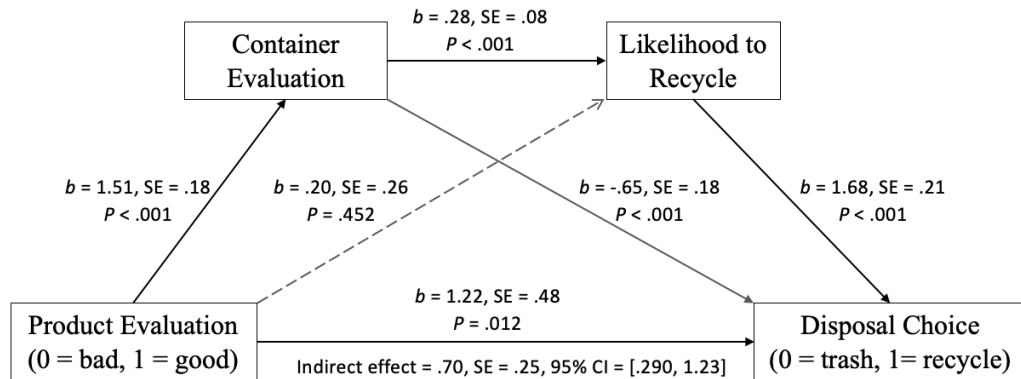 b = .28, SE = .08
P < .001
Container
Evaluation
Likelihood to
Recycle
b = 1.51, SE = .18
P < .001
b = .20, SE = .26
P = .452
b = -.65, SE = .18
P < .001
b = 1.68, SE = .21
P < .001
b = 1.22, SE = .48
P = .012
Product Evaluation
(0 = bad, 1 = good)
Indirect effect = .70, SE = .25, 95% CI = [.290, 1.23]
Disposal Choice
(0 = trash, 1= recycle)